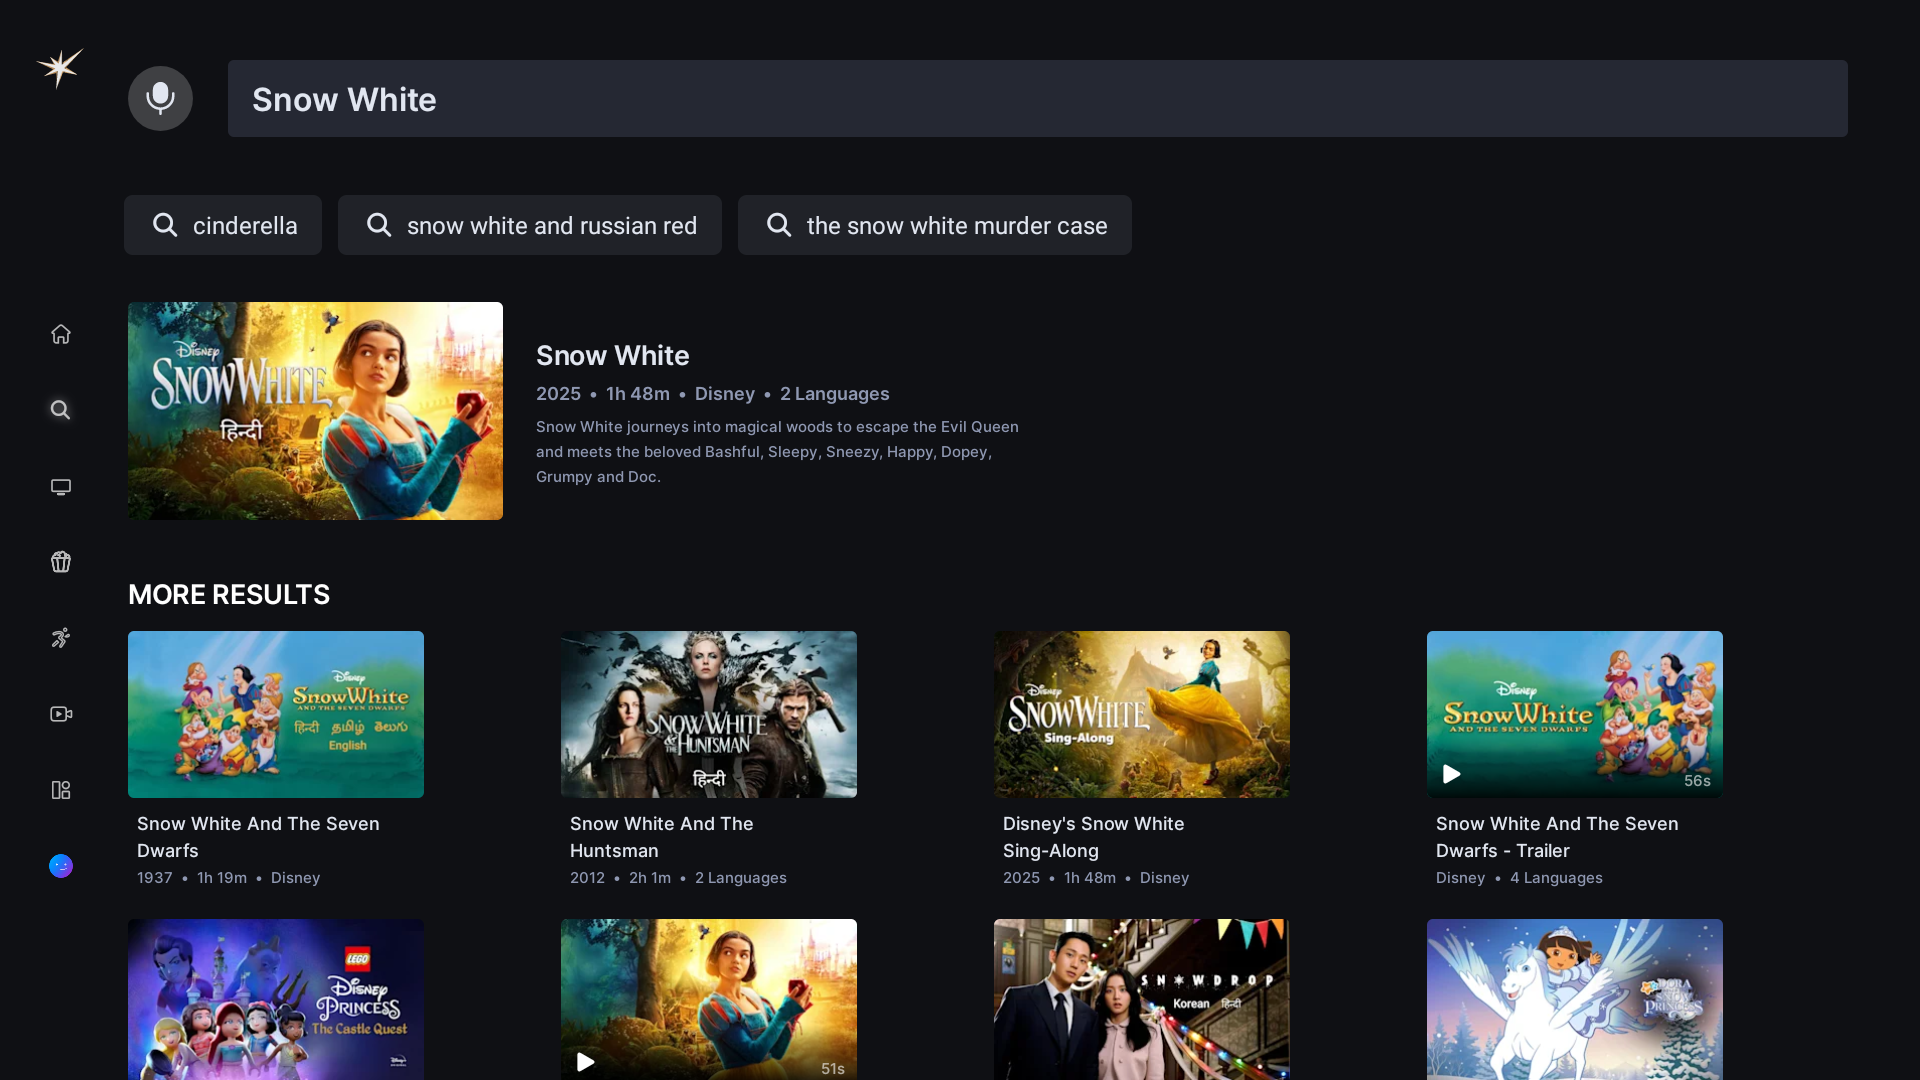 Snow White
cinderella
snow white and russian red
the snow white murder case
Disney
SNOW WHITE
हिन्दी
Snow White
2025 • 1h 48m • Disney • 2 Languages
Snow White journeys into magical woods to escape the Evil Queen
and meets the beloved Bashful, Sleepy, Sneezy, Happy, Dopey,
Grumpy and Doc.
MORE RESULTS
Disney
Snow White
AND THE SEVEN DWARFS
हिन्दी தமிழ் తెలుగు
English
SNOW WHITE
& THE HUNTSMAN
हिन्दी
Disney
SNOW WHITE
Sing-Along
Disney
Snow White
AND THE SEVEN DWARFS
56s
Snow White And The Seven
Dwarfs
1937 • 1h 19m • Disney
Snow White And The
Huntsman
2012 • 2h 1m • 2 Languages
Disney's Snow White
Sing-Along
2025 • 1h 48m • Disney
Snow White And The Seven
Dwarfs - Trailer
Disney • 4 Languages
LEGO
Disney
PRINCESS
The Castle Quest
51s
SNOWDROP
Korean हिन्दी
DORA
SNOW
PRINCESS